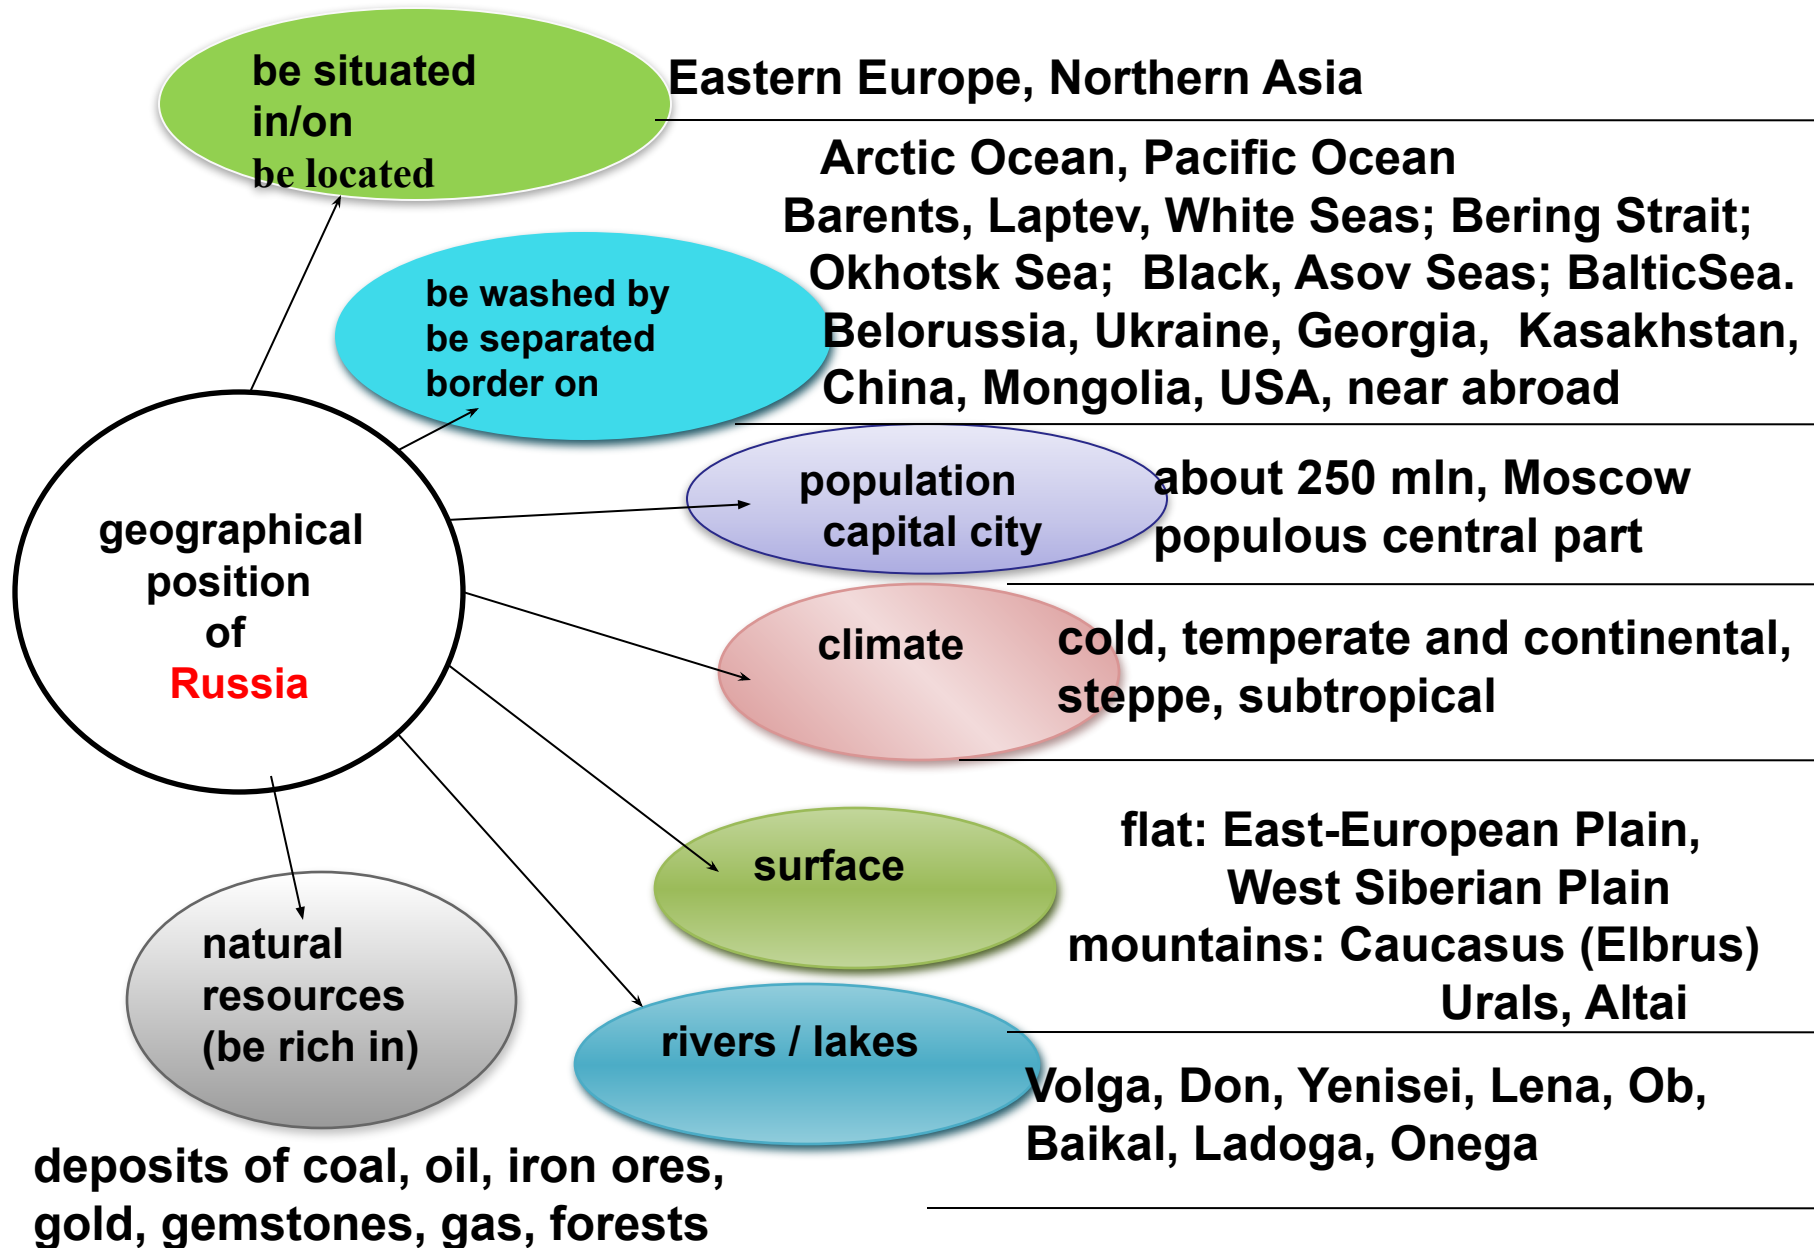 be situated
in/on
be located
Eastern Europe, Northern Asia
be washed by
be separated
border on
Arctic Ocean, Pacific Ocean
Barents, Laptev, White Seas; Bering Strait;
Okhotsk Sea; Black, Asov Seas; BalticSea.
Belorussia, Ukraine, Georgia, Kasakhstan,
China, Mongolia, USA, near abroad
geographical
position
of
Russia
population
capital city
about 250 mln, Moscow
populous central part
climate
cold, temperate and continental,
steppe, subtropical
surface
flat: East-European Plain,
West Siberian Plain
mountains: Caucasus (Elbrus)
Urals, Altai
rivers / lakes
Volga, Don, Yenisei, Lena, Ob,
Baikal, Ladoga, Onega
natural
resources
(be rich in)
deposits of coal, oil, iron ores,
gold, gemstones, gas, forests